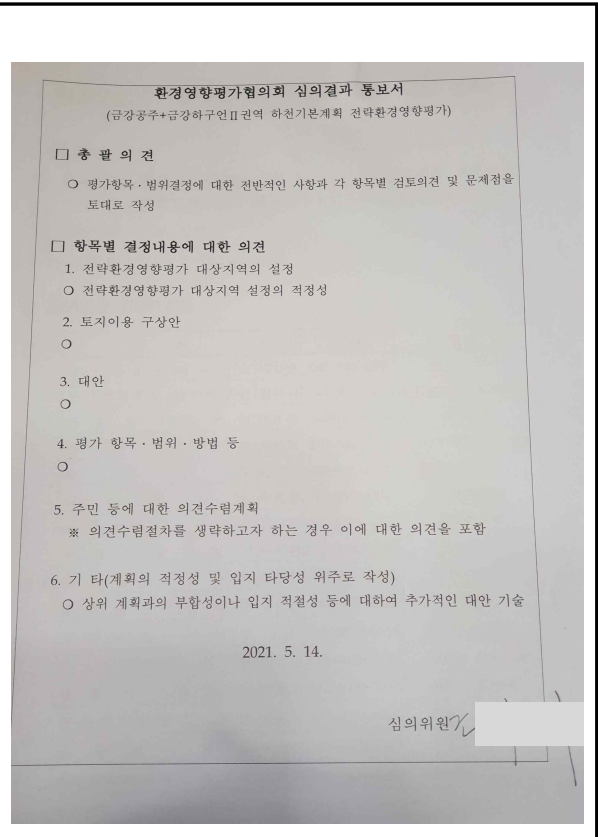 환경영향평가협의회 심의결과 통보서
(금강공주+금강하구언Ⅱ권역 하천기본계획 전략환경영향평가)
□ 총 괄 의 견
○ 평가항목·범위결정에 대한 전반적인 사항과 각 항목별 검토의견 및 문제점을
토대로 작성
□ 항목별 결정내용에 대한 의견
1. 전략환경영향평가 대상지역의 설정
○ 전략환경영향평가 대상지역 설정의 적정성
2. 토지이용 구상안
○
3. 대안
○
4. 평가 항목·범위·방법 등
○
5. 주민 등에 대한 의견수렴계획
※ 의견수렴절차를 생략하고자 하는 경우 이에 대한 의견을 포함
6. 기 타(계획의 적정성 및 입지 타당성 위주로 작성)
○ 상위 계획과의 부합성이나 입지 적절성 등에 대하여 추가적인 대안 기술
2021. 5. 14.
심의위원